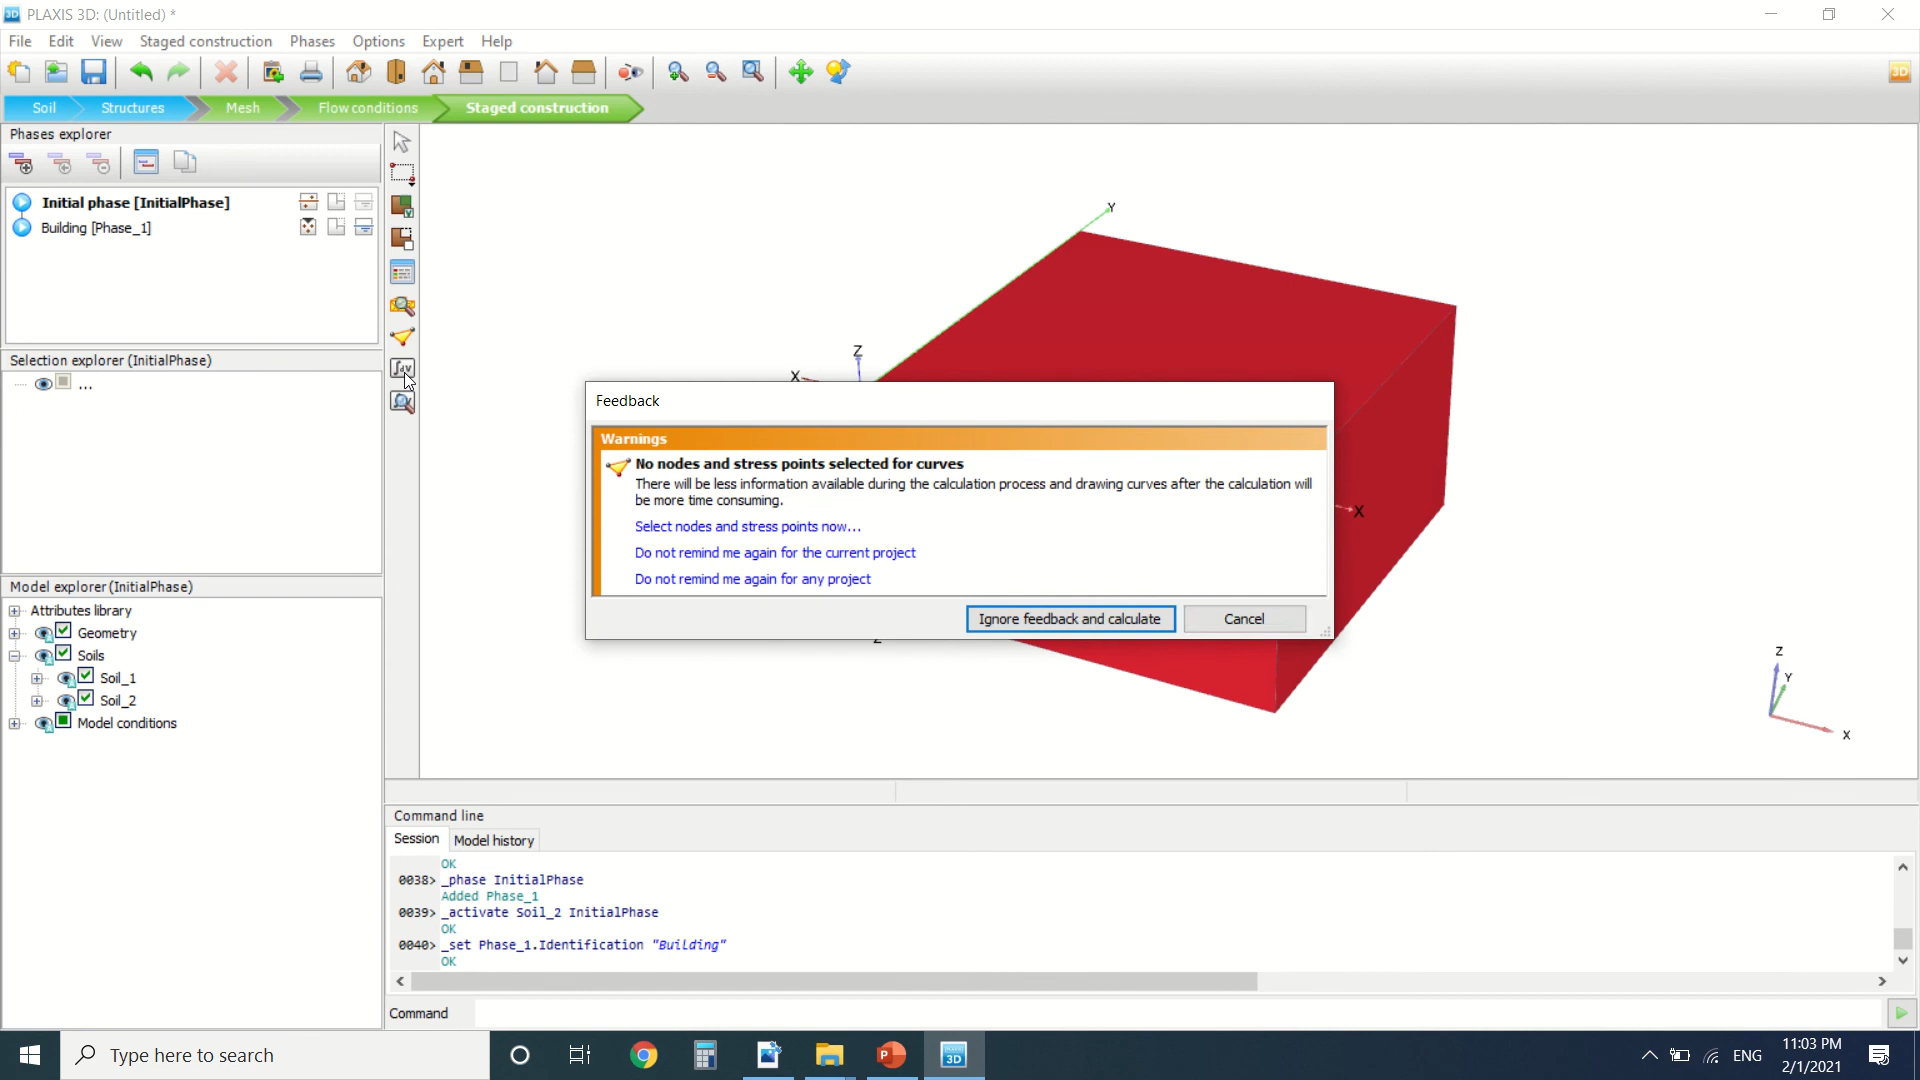 PLAXIS 3D: (Untitled) *
File Edit View Staged construction Phases Options Expert Help
3D
Soil Structures Mesh Flow conditions Staged construction
Phases explorer
Initial phase [InitialPhase]
Building [Phase_1]
Selection explorer (InitialPhase)
...
Model explorer (InitialPhase)
Attributes library
Geometry
Soils
Soil_1
Soil_2
Model conditions
Y
Z
X
X
Z
Y
X
Feedback
Warnings
No nodes and stress points selected for curves
There will be less information available during the calculation process and drawing curves after the calculation will
be more time consuming.
Select nodes and stress points now...
Do not remind me again for the current project
Do not remind me again for any project
Ignore feedback and calculate Cancel
Command line
Session Model history
OK
0038> _phase InitialPhase
Added Phase_1
0039> _activate Soil_2 InitialPhase
OK
0040> _set Phase_1.Identification "Building"
OK
Command
Type here to search
ENG
11:03 PM
2/1/2021